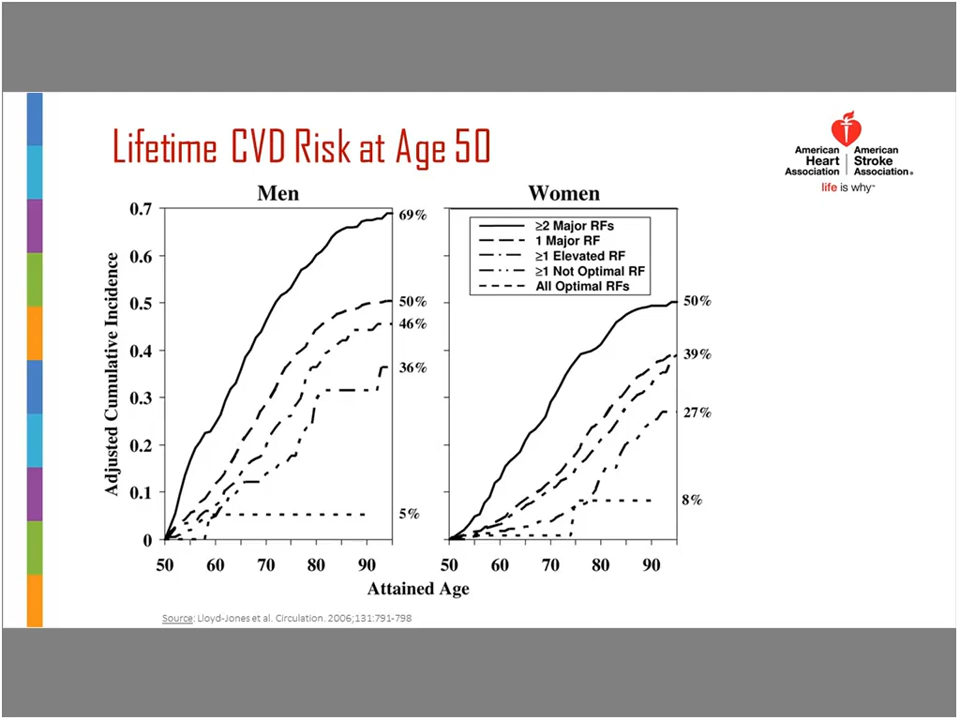 Lifetime CVD Risk at Age 50
American Heart Association
American Stroke Association®
life is why™
Men
Women
Adjusted Cumulative Incidence
0.7
0.6
0.5
0.4
0.3
0.2
0.1
0
69%
50%
46%
36%
5%
50 60 70 80 90
≥2 Major RFs
1 Major RF
≥1 Elevated RF
≥1 Not Optimal RF
All Optimal RFs
50%
39%
27%
8%
50 60 70 80 90
Attained Age
Source: Lloyd-Jones et al. Circulation. 2006;131:791-798